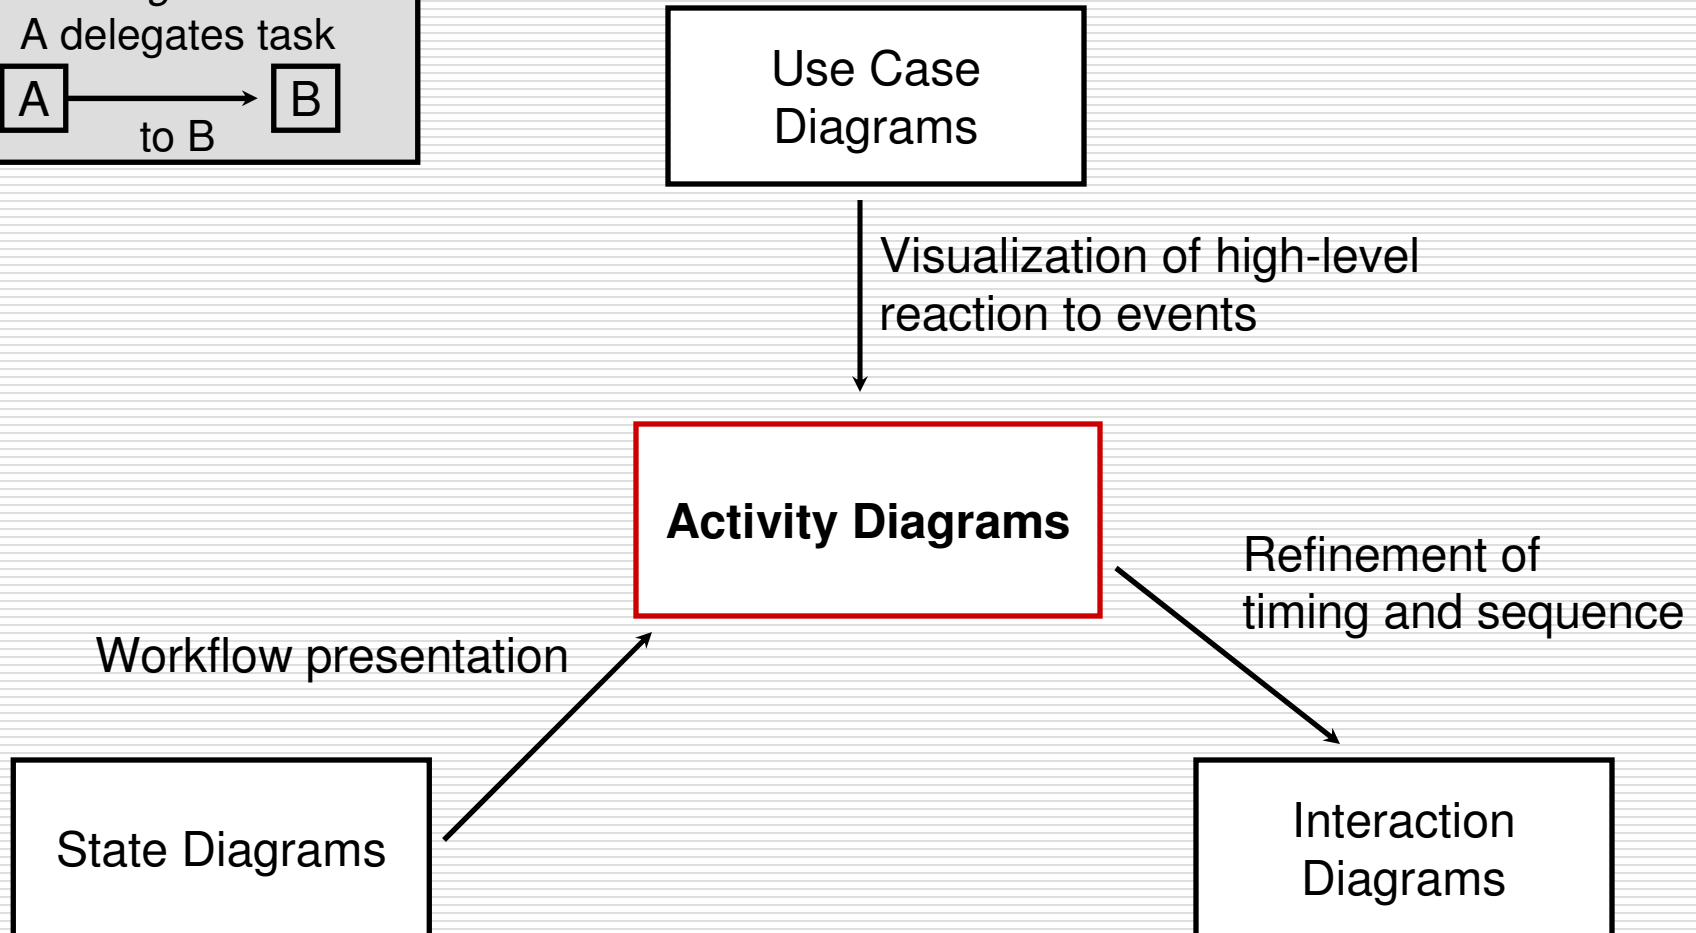 A delegates task
A
B
to B
Use Case
Diagrams
Visualization of high-level
reaction to events
Activity Diagrams
Refinement of
timing and sequence
Workflow presentation
State Diagrams
Interaction
Diagrams